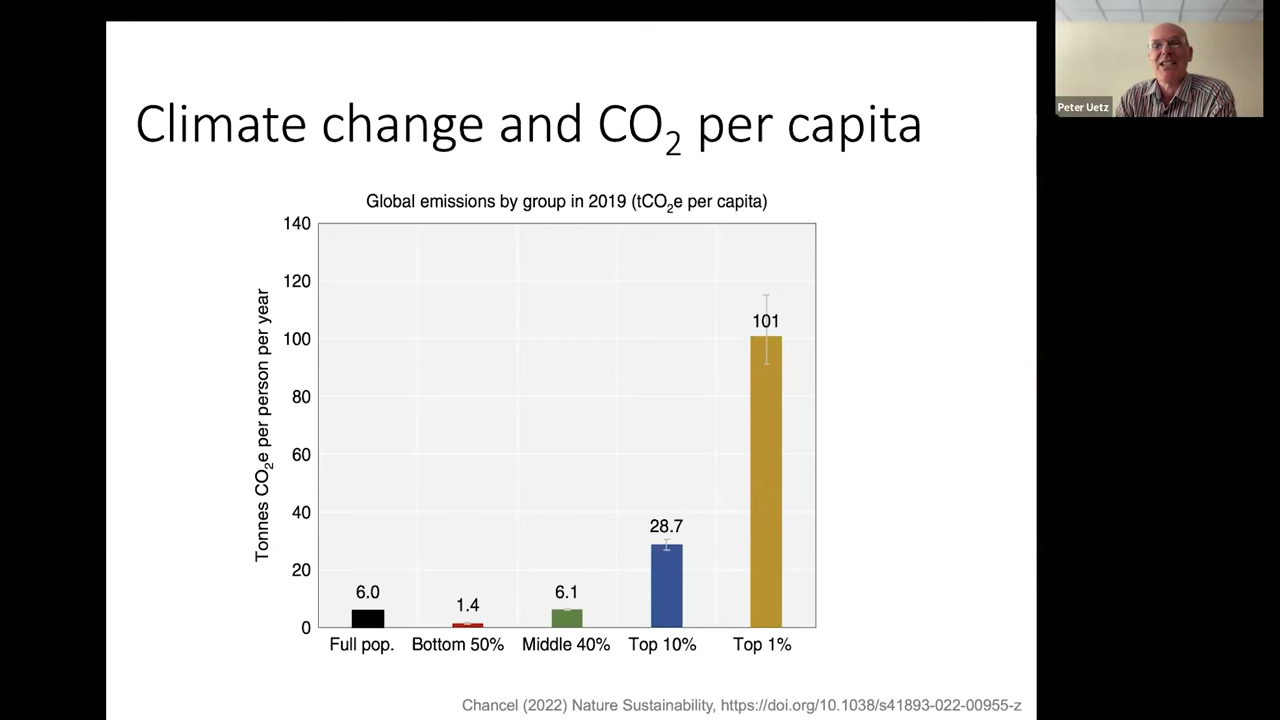 Climate change and CO₂ per capita
Peter Uetz
Global emissions by group in 2019 (tCO₂e per capita)
Tonnes CO₂e per person per year
140
120
100
80
60
40
20
0
6.0
1.4
6.1
28.7
101
Full pop.
Bottom 50%
Middle 40%
Top 10%
Top 1%
Chancel (2022) Nature Sustainability, https://doi.org/10.1038/s41893-022-00955-z